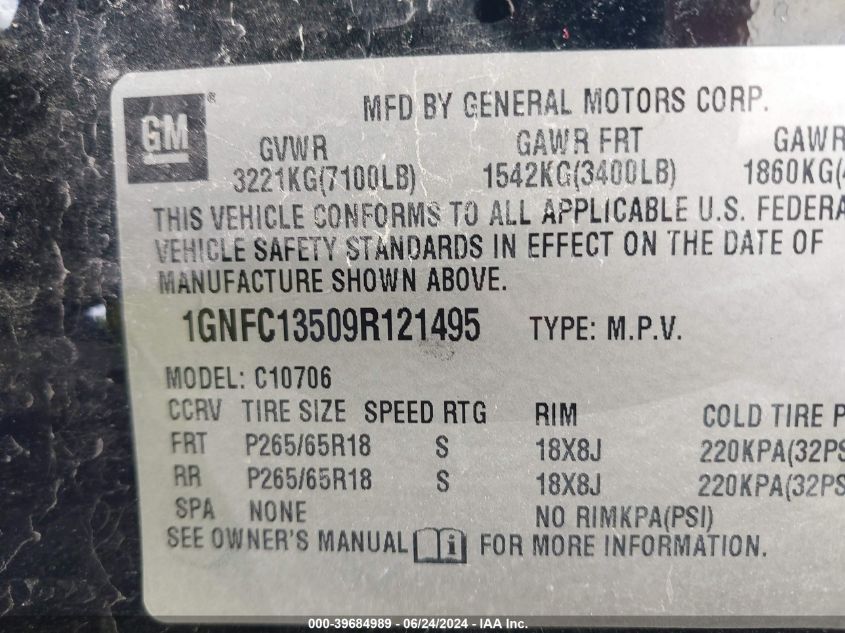 MFD BY GENERAL MOTORS CORP.
GM®
GVWR GAWR FRT GAWR
3221KG(7100LB) 1542KG(3400LB) 1860KG(4
THIS VEHICLE CONFORMS TO ALL APPLICABLE U.S. FEDERA
VEHICLE SAFETY STANDARDS IN EFFECT ON THE DATE OF
MANUFACTURE SHOWN ABOVE.
1GNFC13509R121495 TYPE: M.P.V.
MODEL: C10706
CCRV TIRE SIZE SPEED RTG RIM COLD TIRE P
FRT P265/65R18 S 18X8J 220KPA(32PS
RR P265/65R18 S 18X8J 220KPA(32PS
SPA NONE NO RIMKPA(PSI)
SEE OWNER'S MANUAL i FOR MORE INFORMATION.
000-39684989 - 06/24/2024 - IAA Inc.